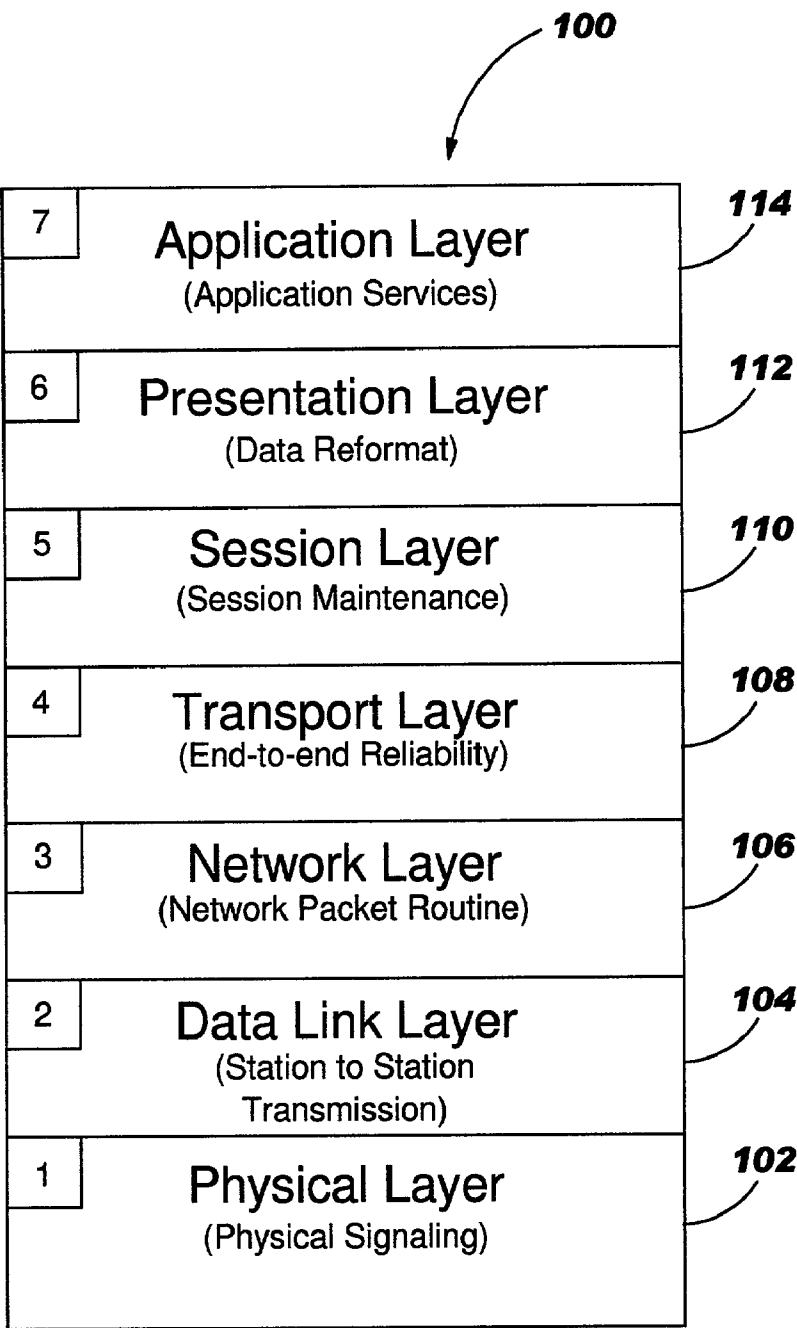 100
7
Application Layer
(Application Services)
114
6
Presentation Layer
(Data Reformat)
112
5
Session Layer
(Session Maintenance)
110
4
Transport Layer
(End-to-end Reliability)
108
3
Network Layer
(Network Packet Routine)
106
2
Data Link Layer
(Station to Station
Transmission)
104
1
Physical Layer
(Physical Signaling)
102